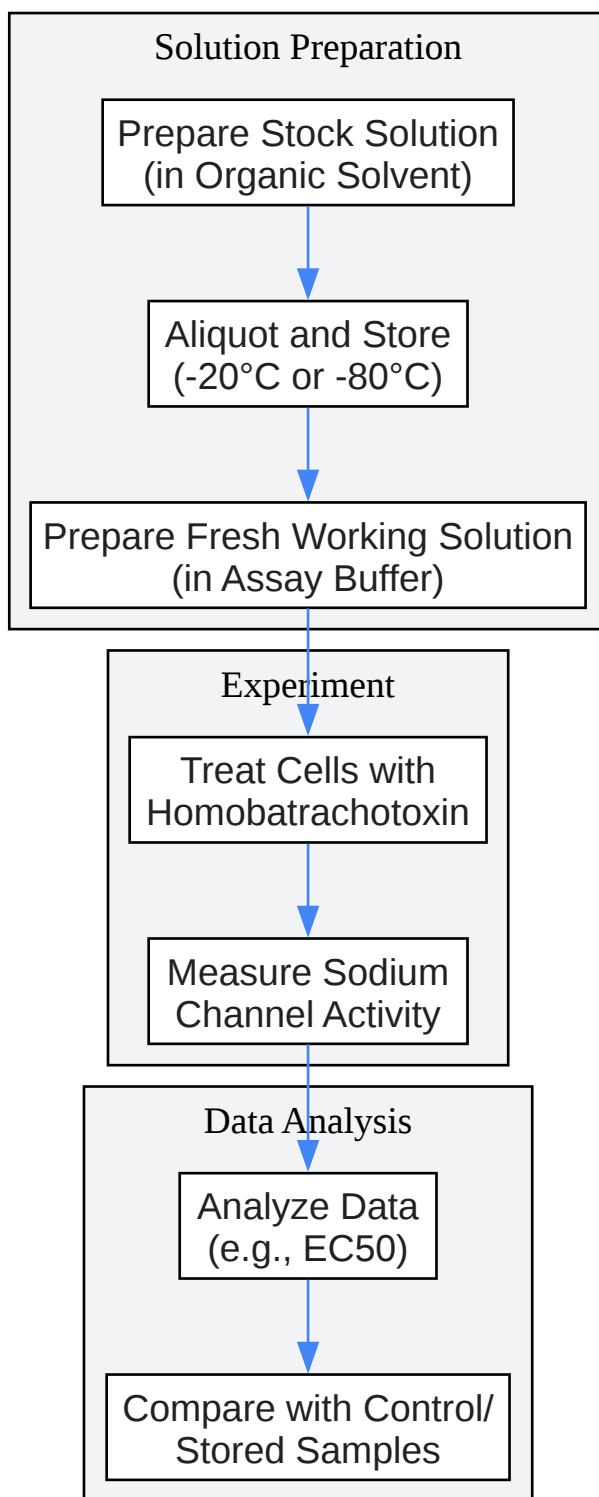 Solution Preparation
Prepare Stock Solution
(in Organic Solvent)
Aliquot and Store
(-20°C or -80°C)
Prepare Fresh Working Solution
(in Assay Buffer)
Experiment
Treat Cells with
Homobatrachotoxin
Measure Sodium
Channel Activity
Data Analysis
Analyze Data
(e.g., EC50)
Compare with Control/
Stored Samples